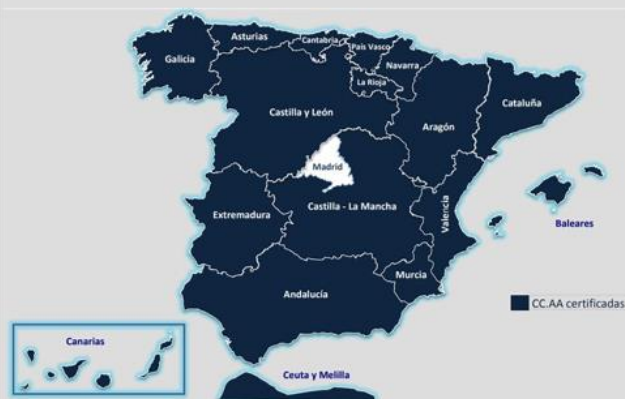 Asturias
Cantabria
País Vasco
Galicia
Navarra
La Rioja
Cataluña
Castilla y León
Aragón
Madrid
Extremadura
Castilla - La Mancha
Valencia
Baleares
Murcia
Andalucía
CC.AA certificadas
Canarias
Ceuta y Melilla